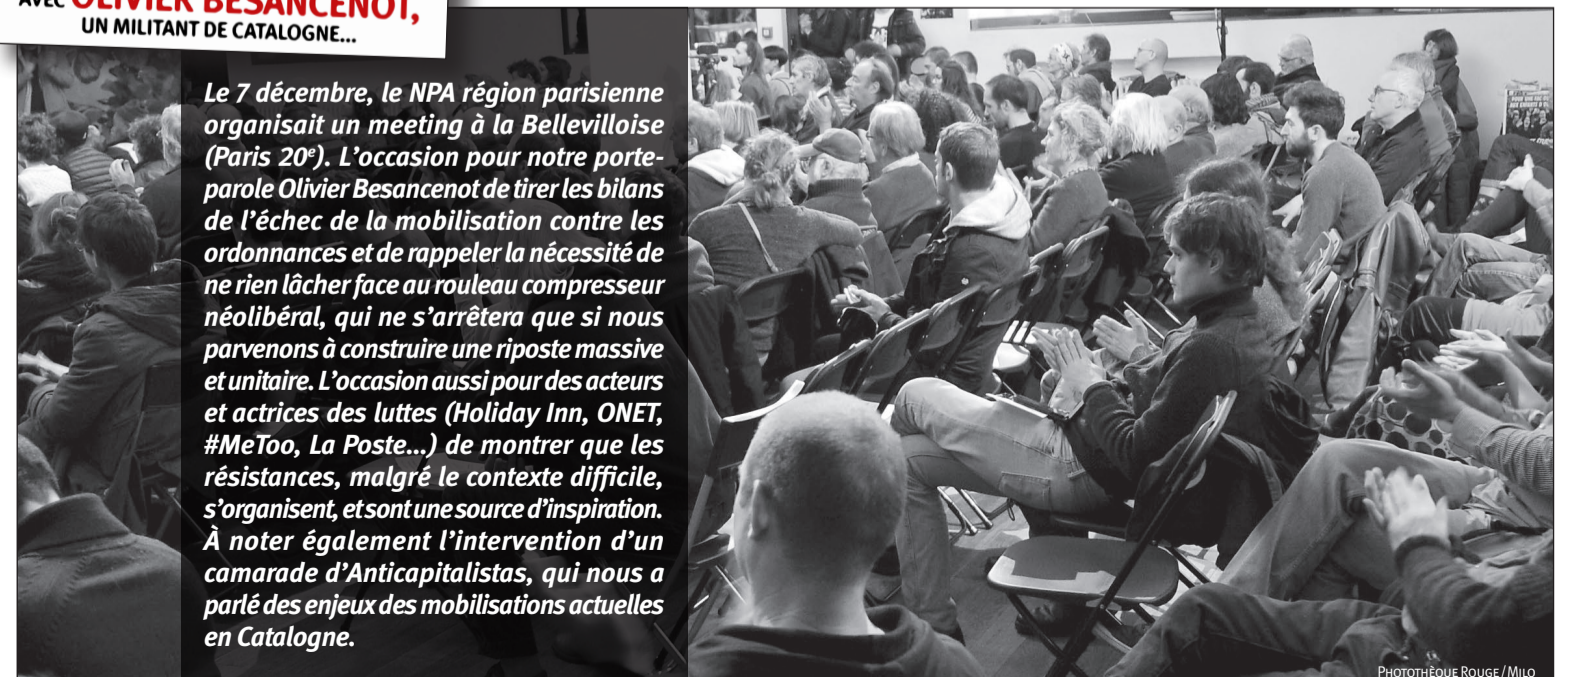 AVEC OLIVIER BESANCENOT,
UN MILITANT DE CATALOGNE...
Le 7 décembre, le NPA région parisienne
organisait un meeting à la Bellevilloise
(Paris 20e). L’occasion pour notre porte-
parole Olivier Besancenot de tirer les bilans
de l’échec de la mobilisation contre les
ordonnances et de rappeler la nécessité de
ne rien lâcher face au rouleau compresseur
néolibéral, qui ne s’arrêtera que si nous
parvenons à construire une riposte massive
et unitaire. L’occasion aussi pour des acteurs
et actrices des luttes (Holiday Inn, ONET,
#MeToo, La Poste...) de montrer que les
résistances, malgré le contexte difficile,
s’organisent, et sont une source d’inspiration.
À noter également l’intervention d’un
camarade d’Anticapitalistas, qui nous a
parlé des enjeux des mobilisations actuelles
en Catalogne.
PHOTOTHÈQUE ROUGE / MILO